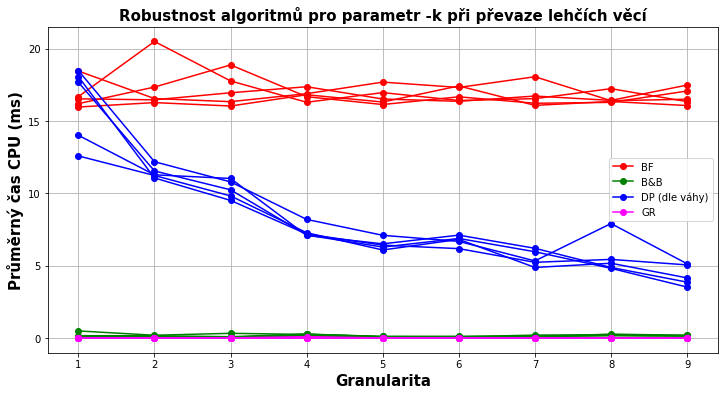 Robustnost algoritmů pro parametr -k při převaze lehčích věcí
Průměrný čas CPU (ms)
20
15
10
5
0
BF
B&B
DP (dle váhy)
GR
1 2 3 4 5 6 7 8 9
Granularita